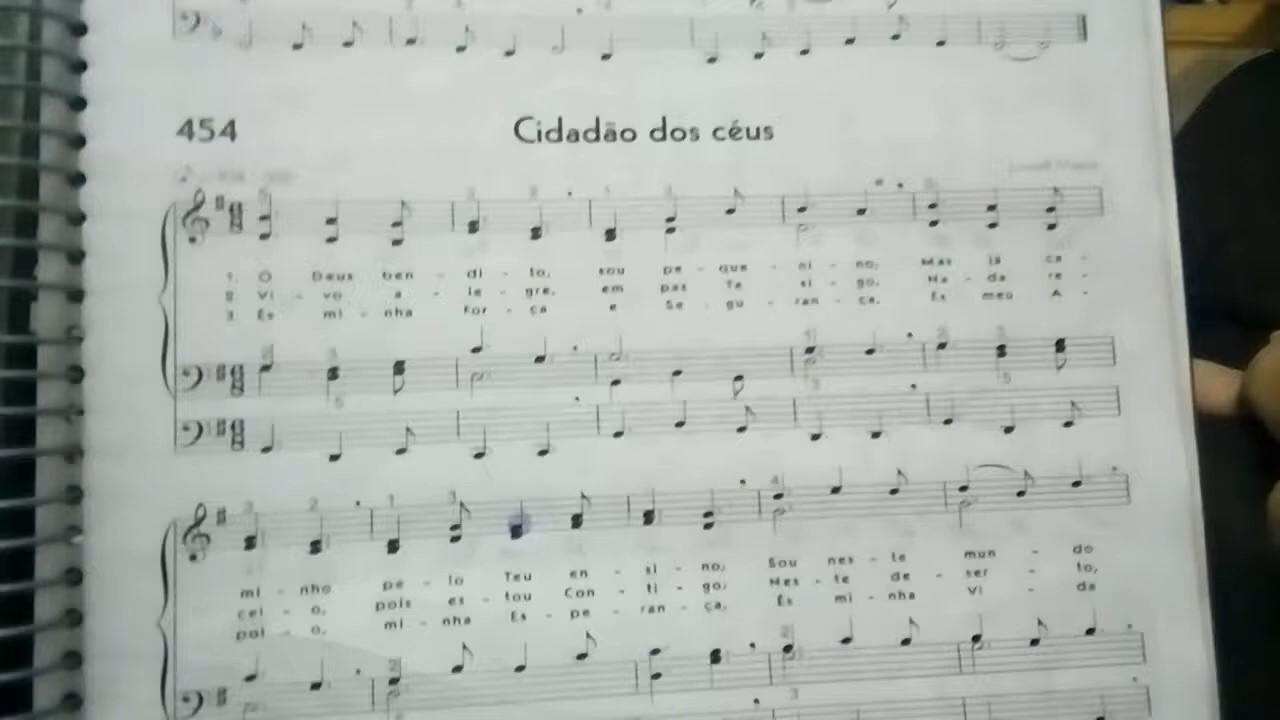 454
Cidadão dos céus
1. Ó Deus ben - di - to, sou pe - que - ni - no; Mas já ca -
2. Vi - vo a - le - gre, em paz Te si - go, Na - da re -
3. És mi - nha For - ça e Se - gu - ran - ça, És meu A -
mi - nho pe - lo Teu en - si - no; Sou nes - te mun - do
cei - o, pois es - tou Con - ti - go; Nes - te de - ser - to,
poi - o, mi - nha Es - pe - ran - ça, És mi - nha Vi - da